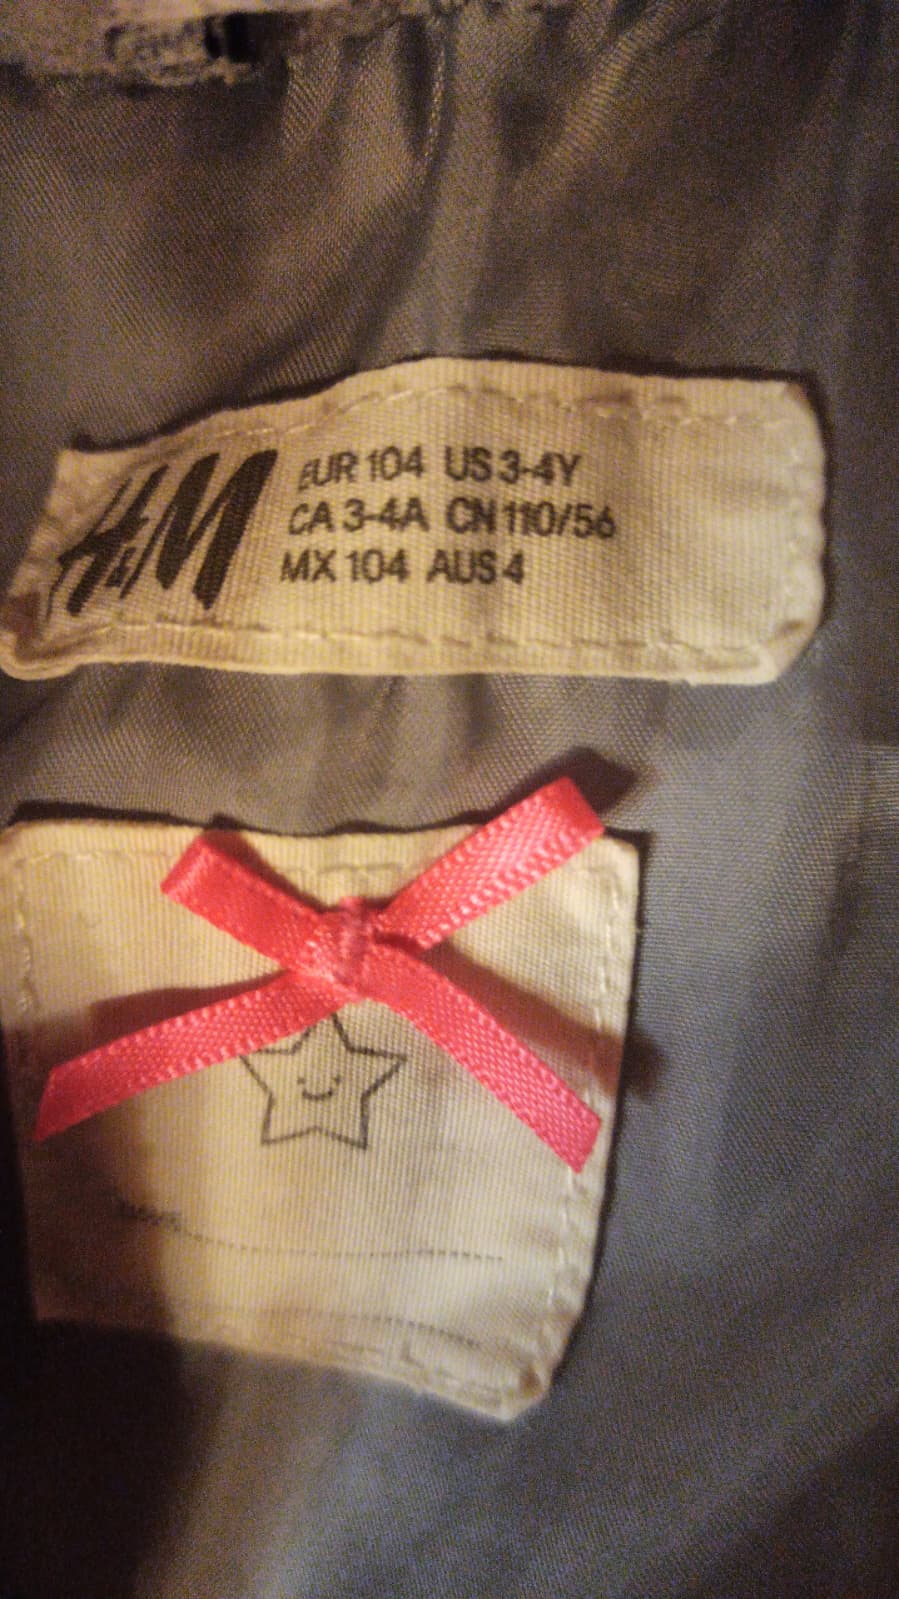 H&M
EUR 104 US 3-4Y
CA 3-4A CN 110/56
MX 104 AUS 4